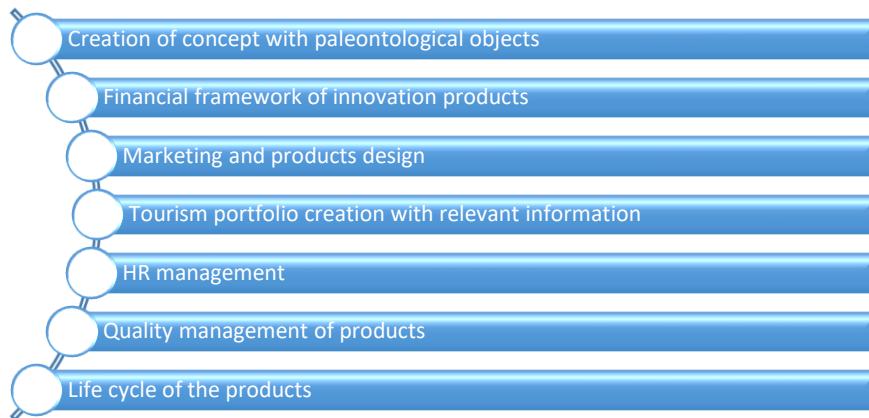 Creation of concept with paleontological objects
Financial framework of innovation products
Marketing and products design
Tourism portfolio creation with relevant information
HR management
Quality management of products
Life cycle of the products